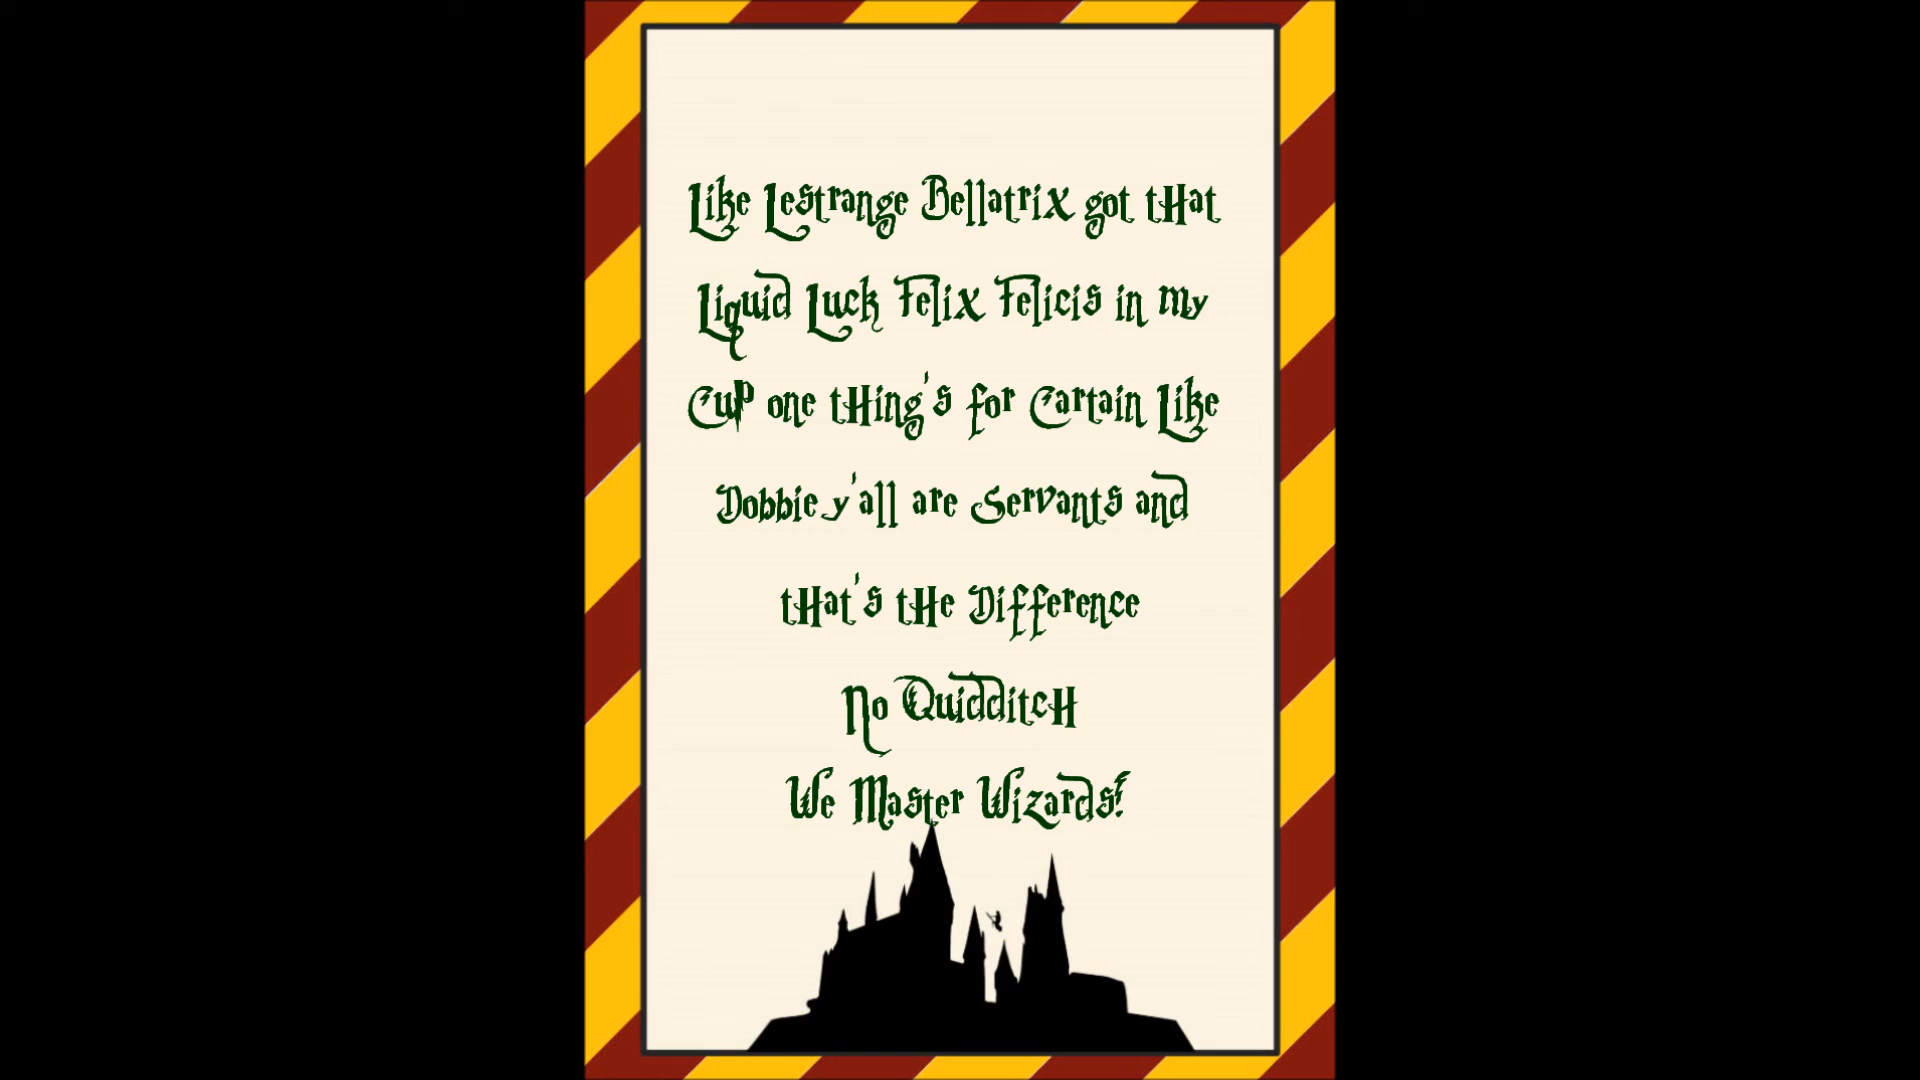 Like Lestrange Bellatrix got that
Liquid Luck Felix Felicis in my
Cup one thing's for Cartain Like
Dobbie y'all are Servants and
that's the Difference
No Quidditch
We Master Wizards!